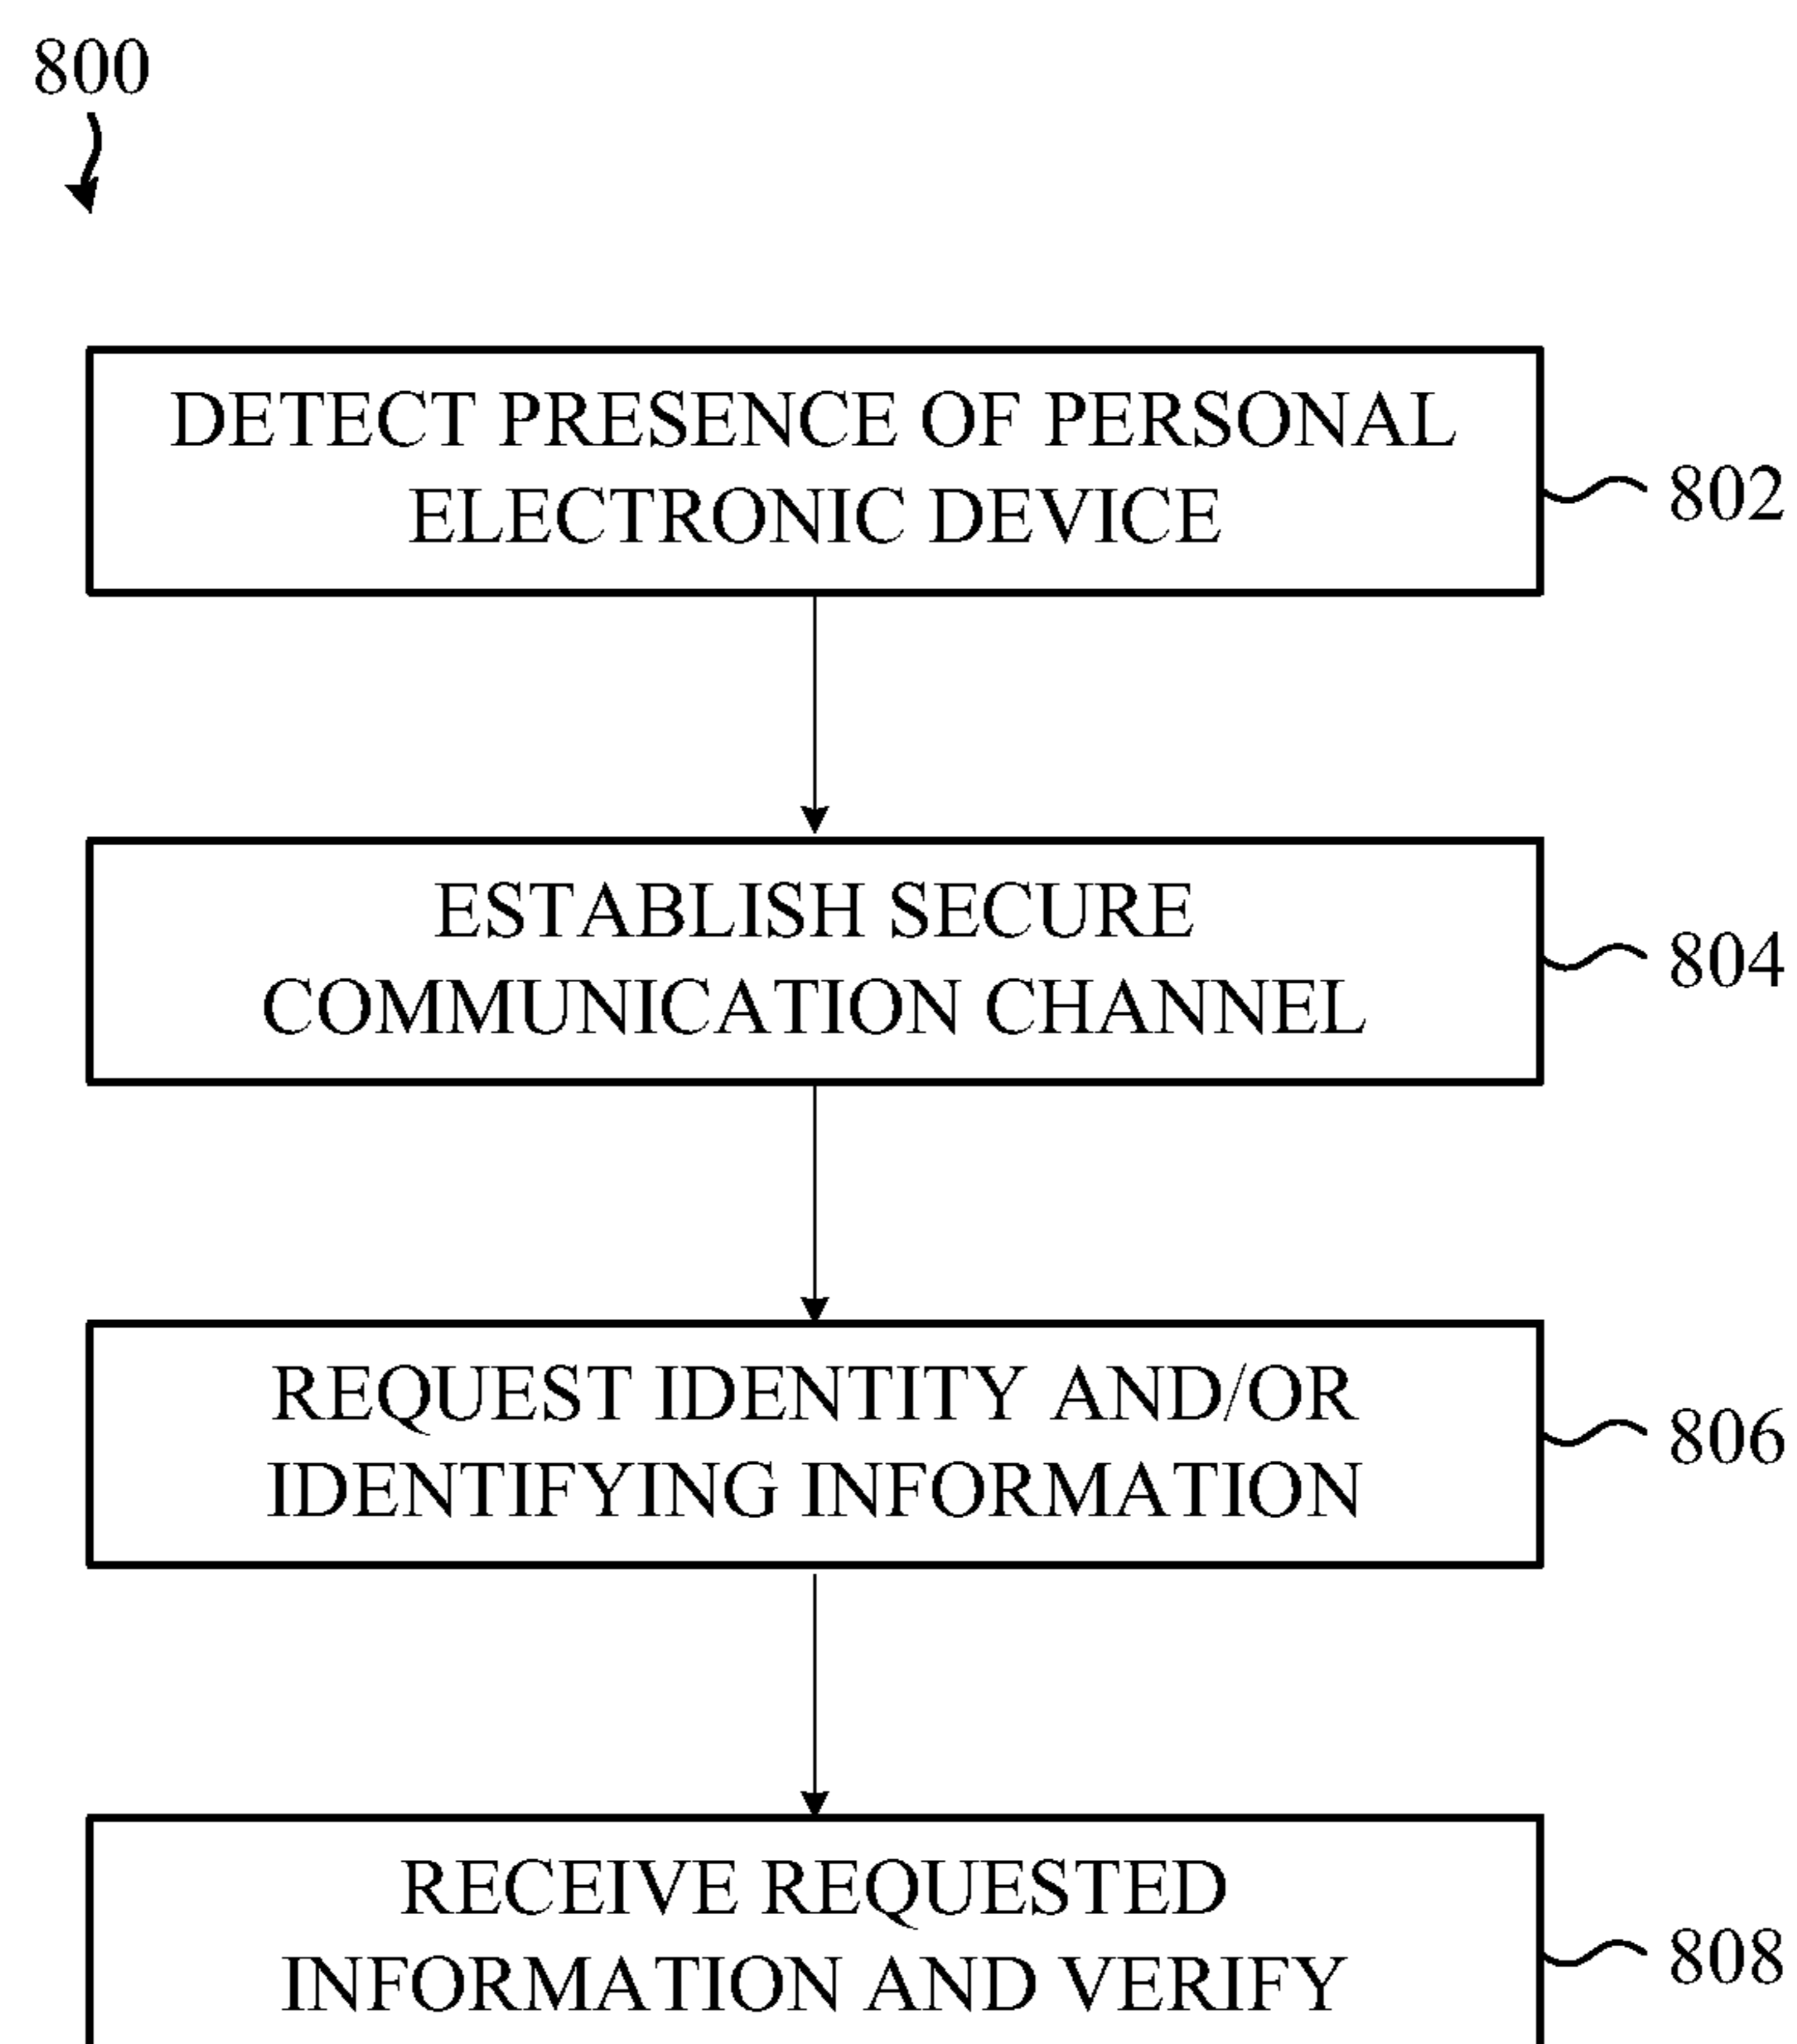 800
DETECT PRESENCE OF PERSONAL
ELECTRONIC DEVICE
802
ESTABLISH SECURE
COMMUNICATION CHANNEL
804
REQUEST IDENTITY AND/OR
IDENTIFYING INFORMATION
806
RECEIVE REQUESTED
INFORMATION AND VERIFY
808